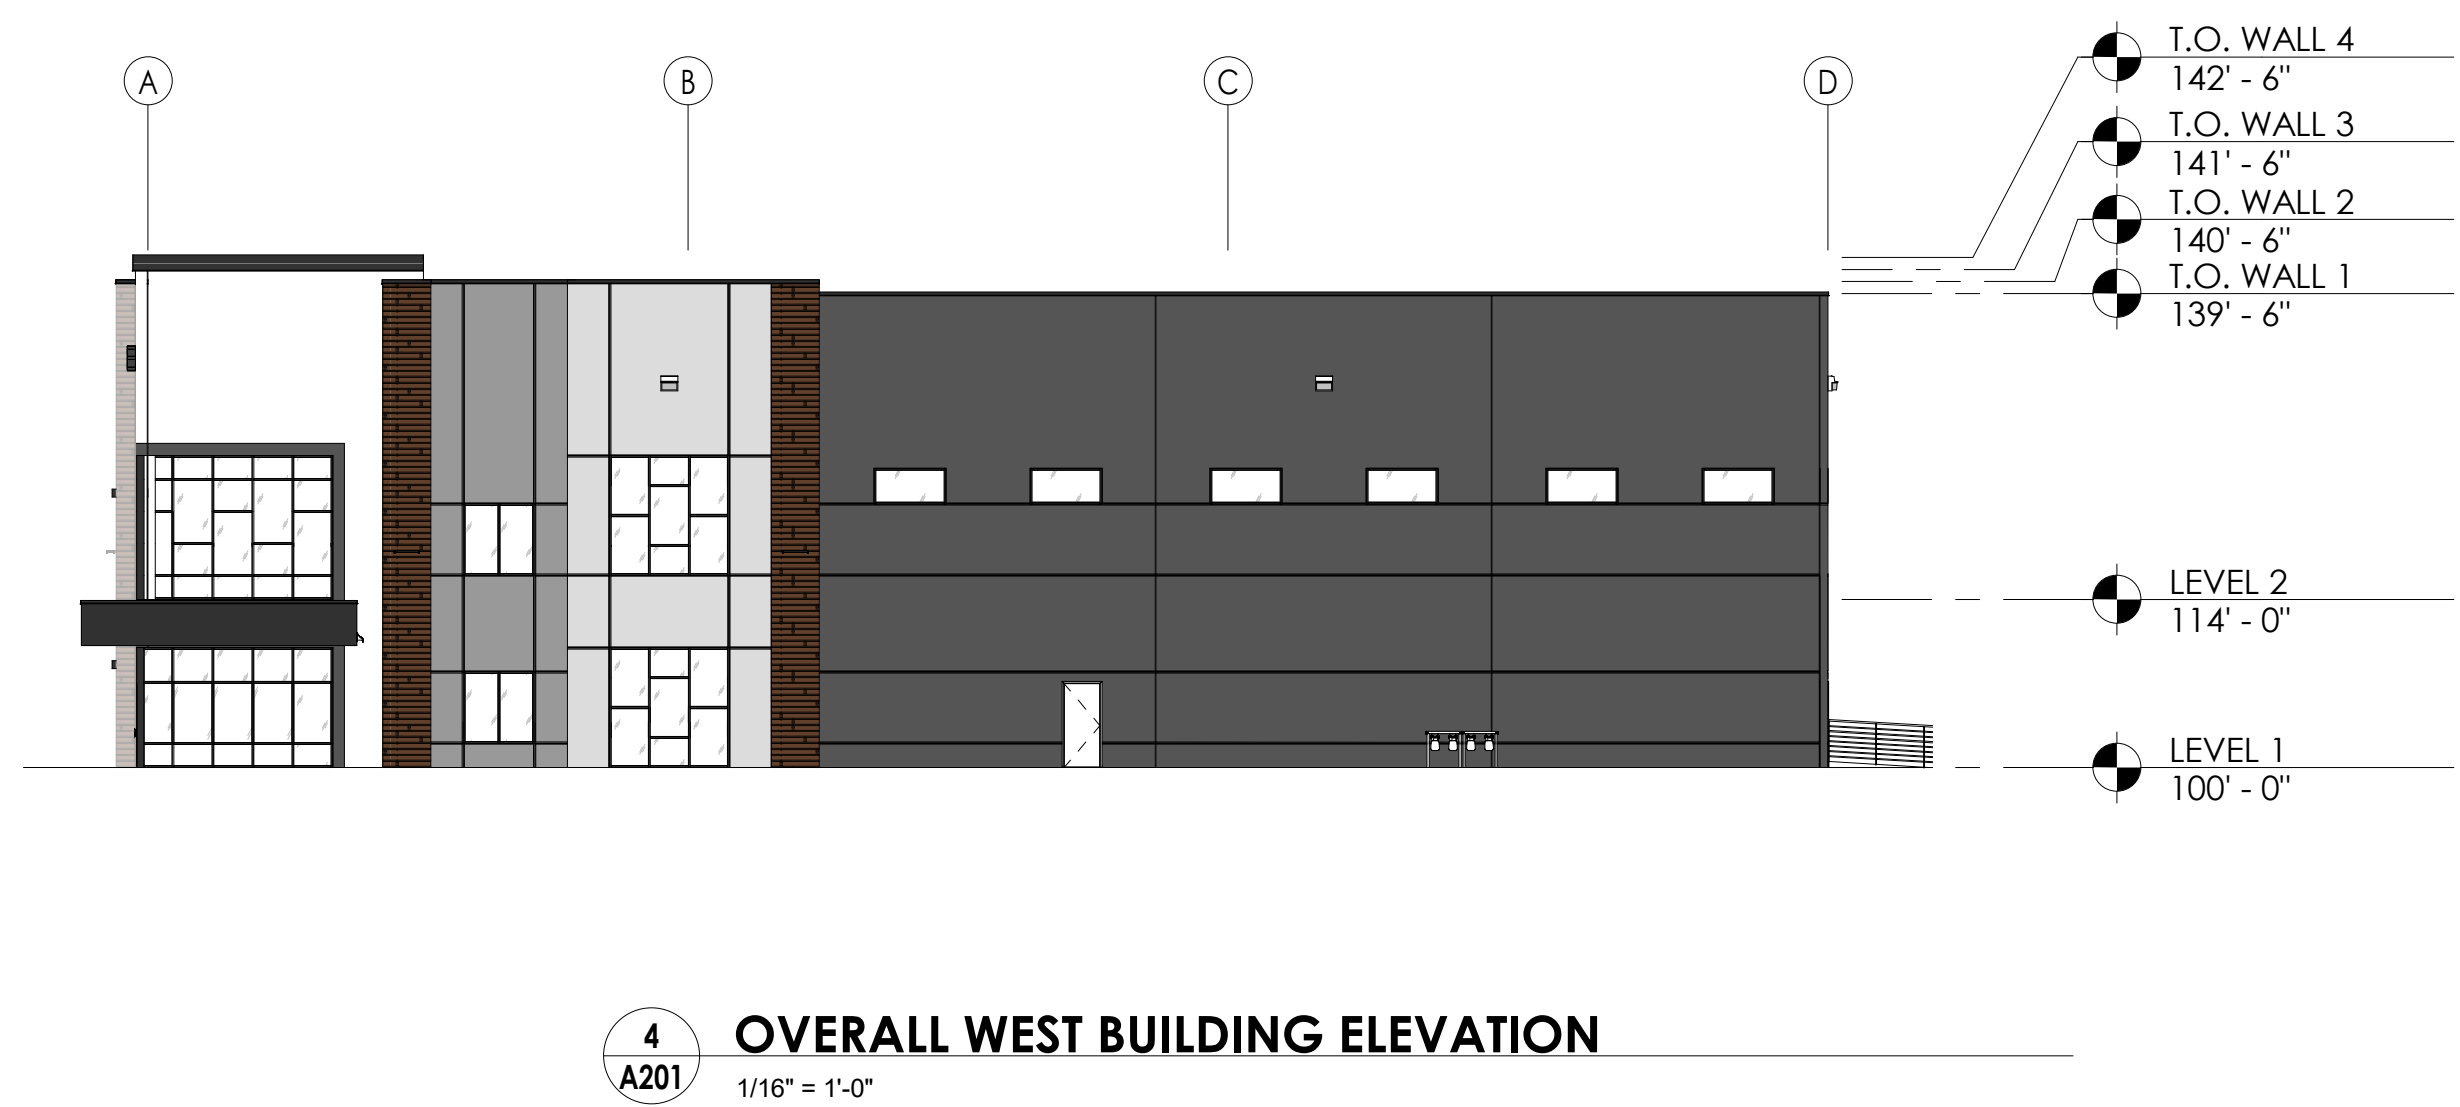 A
B
C
D
T.O. WALL 4
142' - 6"
T.O. WALL 3
141' - 6"
T.O. WALL 2
140' - 6"
T.O. WALL 1
139' - 6"
LEVEL 2
114' - 0"
LEVEL 1
100' - 0"
4
A201
OVERALL WEST BUILDING ELEVATION
1/16" = 1'-0"